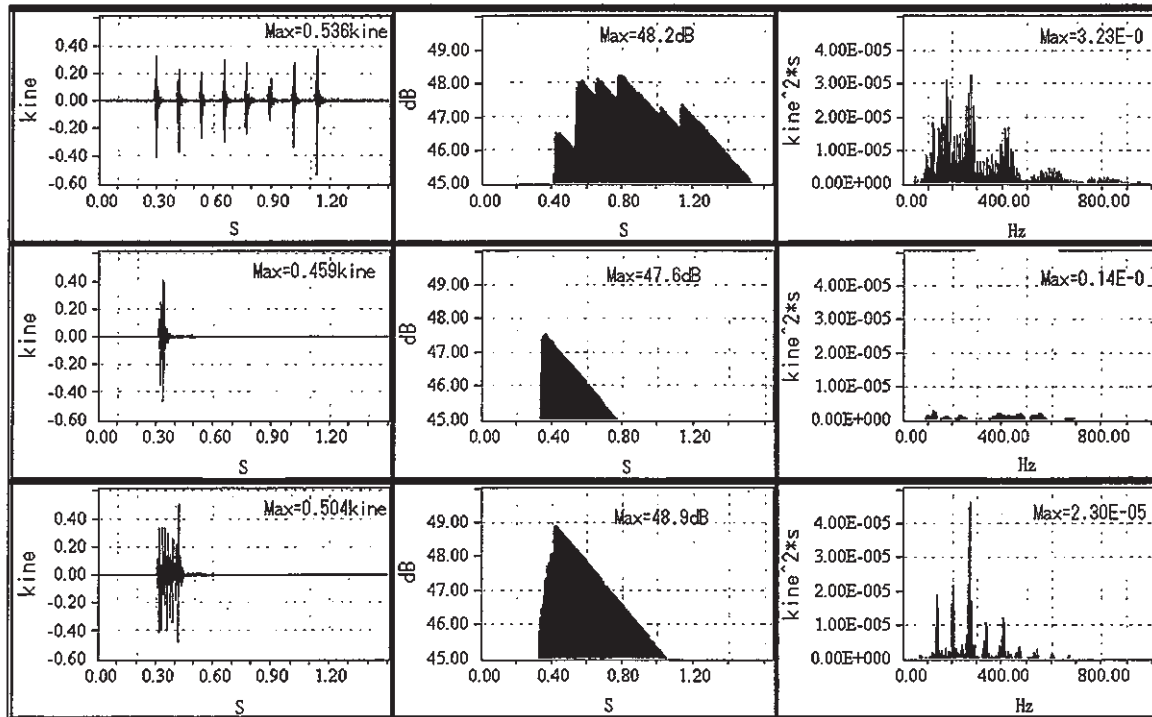 Max=0.536kine
kine
0.40
0.20
0.00
-0.20
-0.40
-0.60
0.00 0.30 0 60 0.90 1.20
S
Max=48.2dB
dB
49.00
48.00
47.00
46.00
45.00
0.00 0.40 0.80 1.20
S
Max=3.23E-0
kine^2*s
4.00E-005
3.00E-005
2.00E-005
1.00E-005
0.00E+000
0.00 400.00 800.00
Hz
Max=0.459kine
kine
0.40
0.20
0.00
-0.20
-0.40
-0.60
0.00 0.30 0.60 0.90 1.20
S
Max=47.6dB
dB
49.00
48.00
47.00
46.00
45.00
0.00 0.40 0.80 1.20
S
Max=0.14E-0
kine^2*s
4.00E-005
3.00E-005
2.00E-005
1.00E-005
0.00E+000
0.00 400.00 800.00
Hz
Max=0.504kine
kine
0.40
0.20
0.00
-0.20
-0.40
-0.60
0.00 0.30 0.60 0.90 1.20
S
Max=48.9dB
dB
49.00
48.00
47.00
46.00
45.00
0.00 0.40 0.80 1.20
S
Max=2.30E-05
kine^2*s
4.00E-005
3.00E-005
2.00E-005
1.00E-005
0.00E+000
0.00 400.00 800.00
Hz